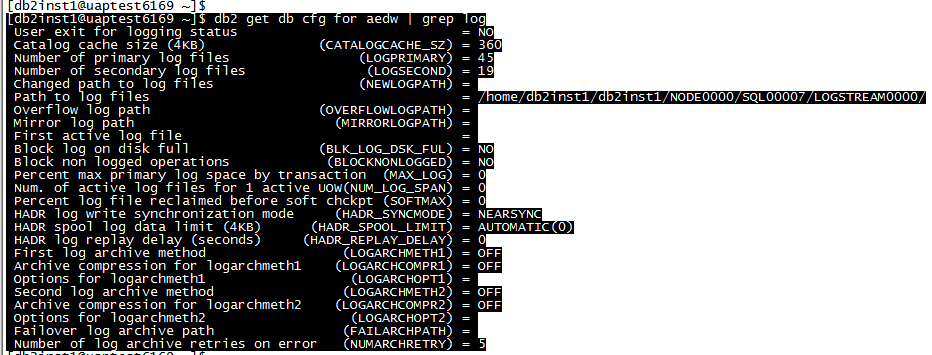 [db2inst1@uaptest6169 ~]$
[db2inst1@uaptest6169 ~]$ db2 get db cfg for aedw | grep log
User exit for logging status = NO
Catalog cache size (4KB) (CATALOGCACHE_SZ) = 360
Number of primary log files (LOGPRIMARY) = 45
Number of secondary log files (LOGSECOND) = 19
Changed path to log files (NEWLOGPATH) =
Path to log files = /home/db2inst1/db2inst1/NODE0000/SQL00007/LOGSTREAM0000/
Overflow log path (OVERFLOWLOGPATH) =
Mirror log path (MIRRORLOGPATH) =
First active log file =
Block log on disk full (BLK_LOG_DSK_FUL) = NO
Block non logged operations (BLOCKNONLOGGED) = NO
Percent max primary log space by transaction (MAX_LOG) = 0
Num. of active log files for 1 active UOW(NUM_LOG_SPAN) = 0
Percent log file reclaimed before soft chckpt (SOFTMAX) = 0
HADR log write synchronization mode (HADR_SYNCMODE) = NEARSYNC
HADR spool log data limit (4KB) (HADR_SPOOL_LIMIT) = AUTOMATIC(0)
HADR log replay delay (seconds) (HADR_REPLAY_DELAY) = 0
First log archive method (LOGARCHMETH1) = OFF
Archive compression for logarchmeth1 (LOGARCHCOMPR1) = OFF
Options for logarchmeth1 (LOGARCHOPT1) =
Second log archive method (LOGARCHMETH2) = OFF
Archive compression for logarchmeth2 (LOGARCHCOMPR2) = OFF
Options for logarchmeth2 (LOGARCHOPT2) =
Failover log archive path (FAILARCHPATH) =
Number of log archive retries on error (NUMARCHRETRY) = 5
[db2inst1@uaptest6169 ~]$